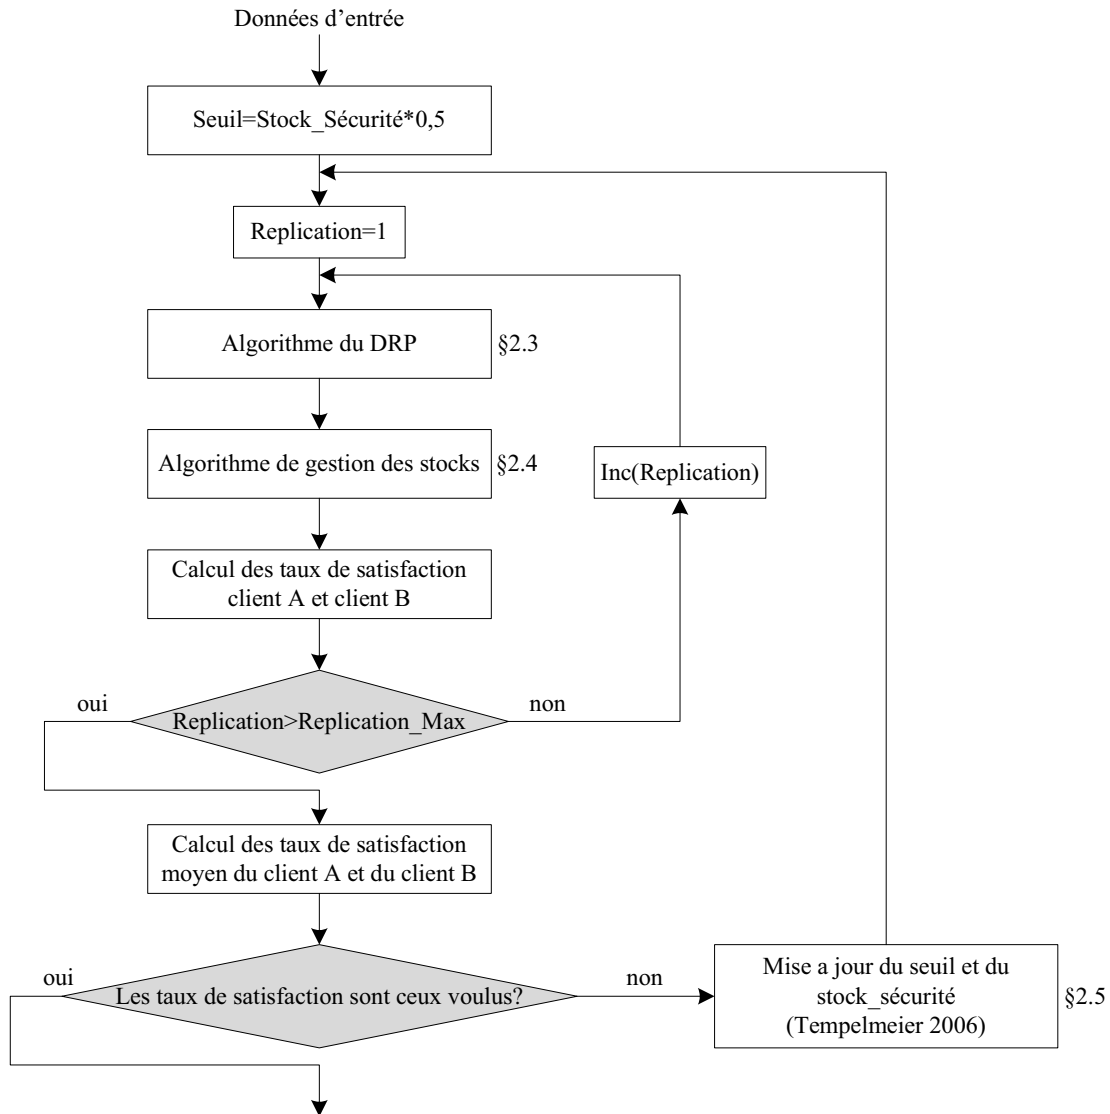 Données d’entrée
Seuil=Stock_Sécurité*0,5
Replication=1
Algorithme du DRP
§2.3
Algorithme de gestion des stocks
§2.4
Inc(Replication)
Calcul des taux de satisfaction
client A et client B
oui
Replication>Replication_Max
non
Calcul des taux de satisfaction
moyen du client A et du client B
oui
Les taux de satisfaction sont ceux voulus?
non
Mise a jour du seuil et du
stock_sécurité
(Tempelmeier 2006)
§2.5